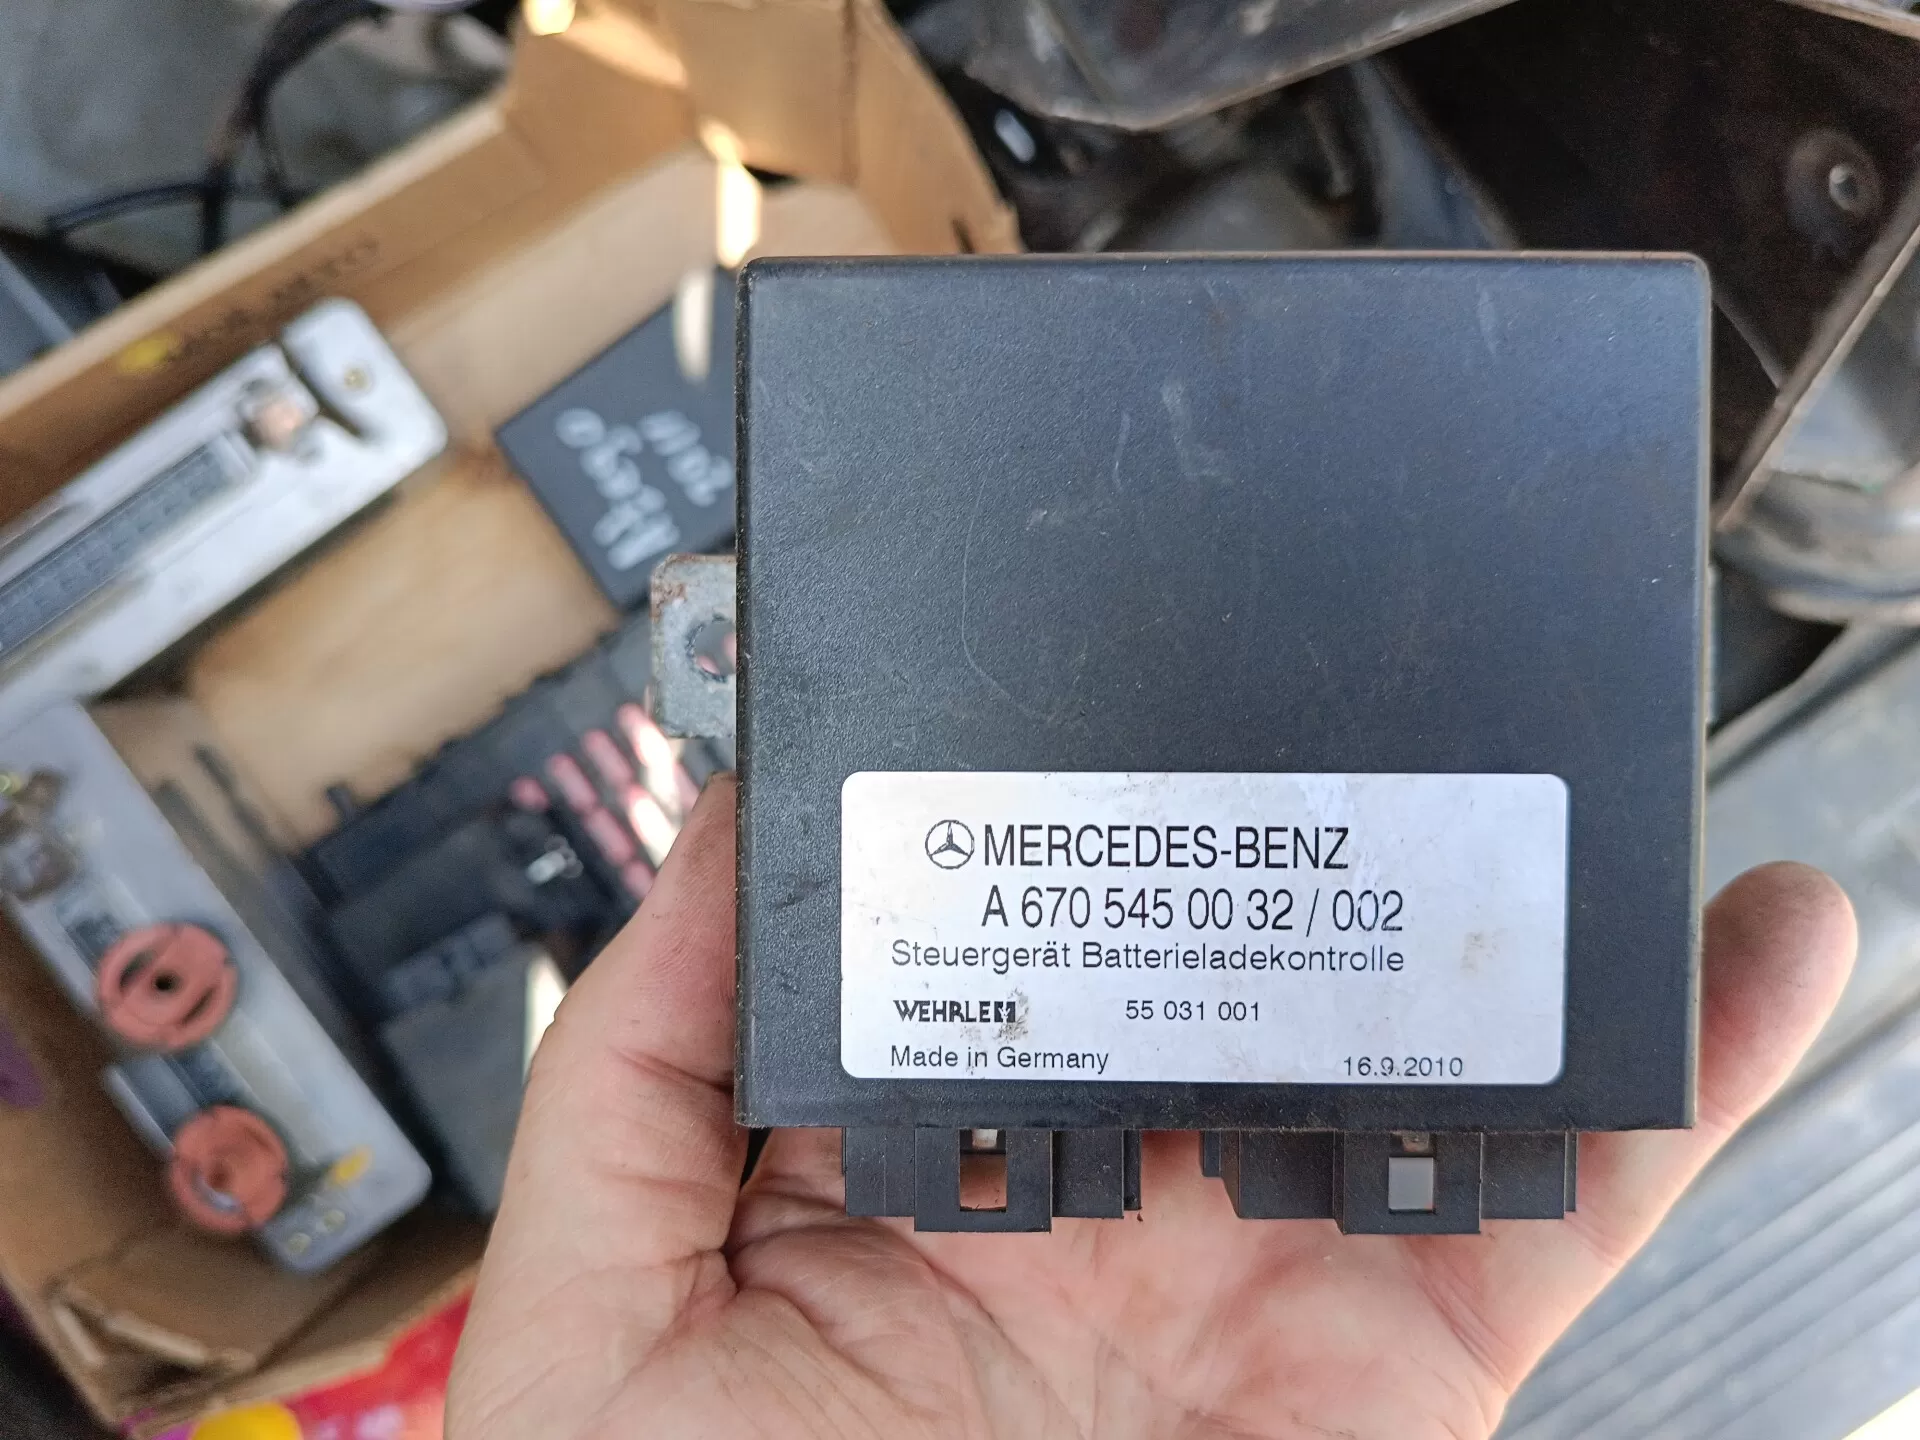 MERCEDES-BENZ
A 670 545 00 32 / 002
Steuergerät Batterieladekontrolle
WEHRLE 55 031 001
Made in Germany 16.9.2010